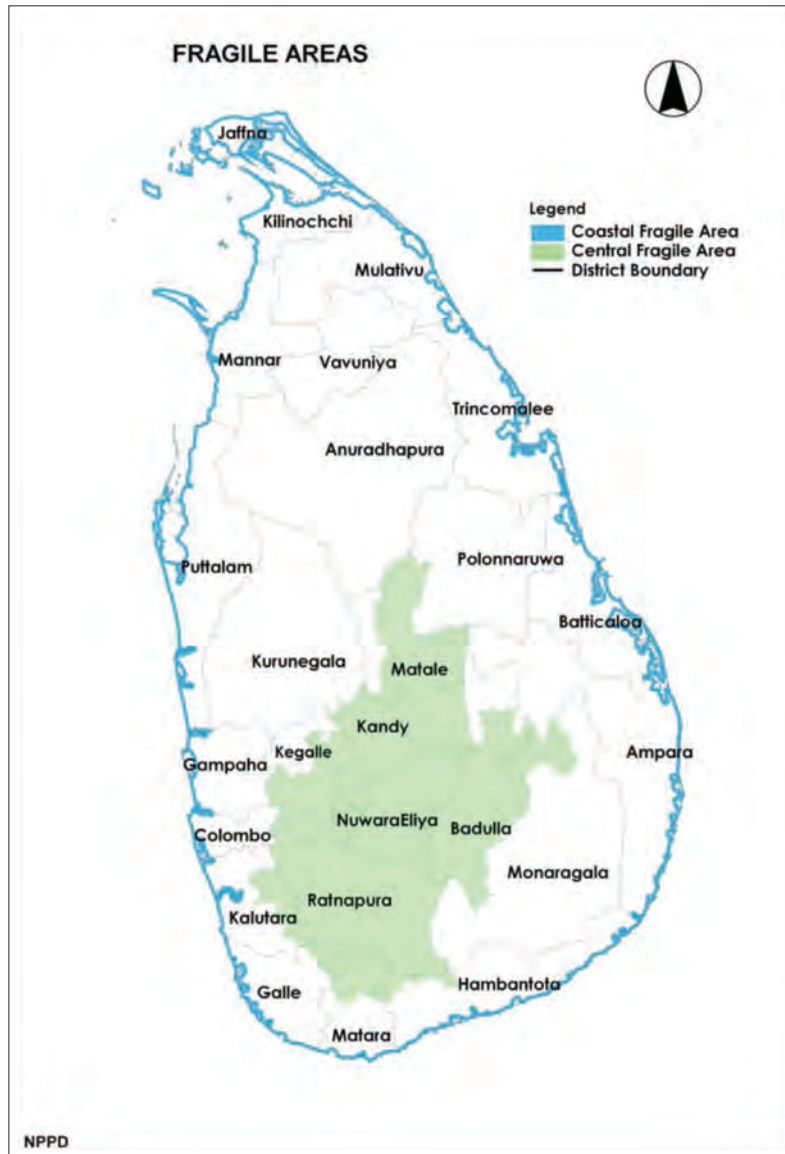 FRAGILE AREAS
Jaffna
Legend
Coastal Fragile Area
Central Fragile Area
District Boundary
Kilinochchi
Mulativu
Mannar
Vavuniya
Trincomalee
Anuradhapura
Polonnaruwa
Puttalam
Batticaloa
Kurunegala
Matale
Kandy
Kegalle
Ampara
Gampaha
NuwaraEliya
Badulla
Colombo
Monaragala
Ratnapura
Kalutara
Hambantota
Galle
Matara
NPPD